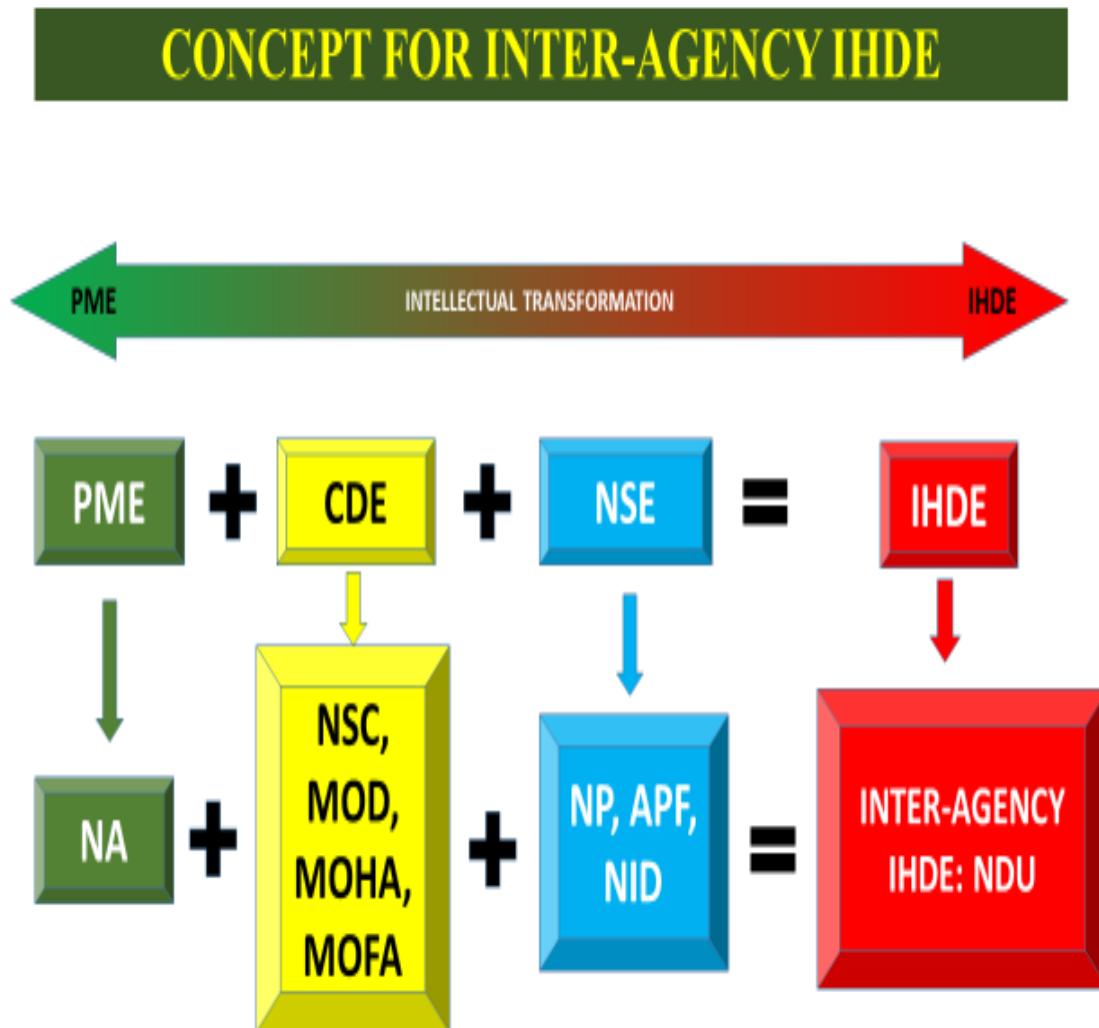 CONCEPT FOR INTER-AGENCY IHDE
PME
INTELLECTUAL TRANSFORMATION
IHDE
PME
+
CDE
+
NSE
=
IHDE
NA
+
NSC,
MOD,
MOHA,
MOFA
+
NP, APF,
NID
=
INTER-AGENCY
IHDE: NDU